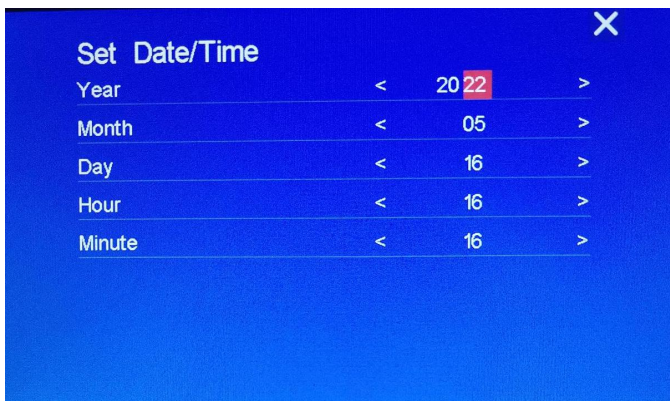 Set Date/Time
Year < 2022 >
Month < 05 >
Day < 16 >
Hour < 16 >
Minute < 16 >